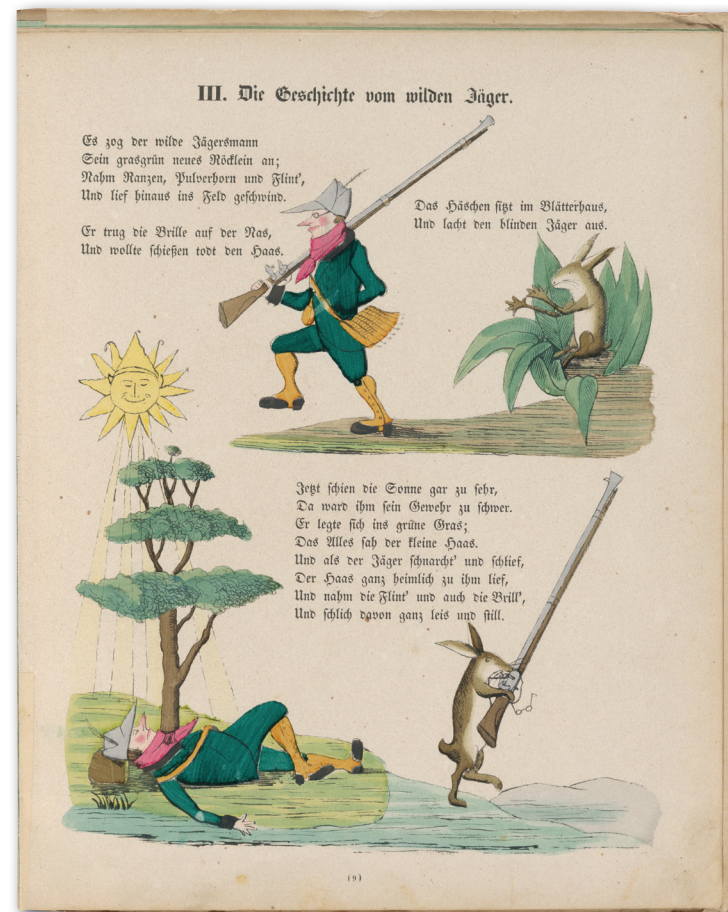 III. Die Geschichte vom wilden Jäger.
Es zog der wilde Jägersmann
Sein grasgrün neues Röcklein an;
Nahm Ranzen, Pulverhorn und Flint’,
Und lief hinaus ins Feld geschwind.
Er trug die Brille auf der Nas,
Und wollte schießen todt den Haas.
Das Häschen sitzt im Blätterhaus,
Und lacht den blinden Jäger aus.
Jetzt schien die Sonne gar zu sehr,
Da ward ihm sein Gewehr zu schwer.
Er legte sich ins grüne Gras;
Das Alles sah der kleine Haas.
Und als der Jäger schnarcht’ und schlief,
Der Haas ganz heimlich zu ihm lief,
Und nahm die Flint’ und auch die Brill’,
Und schlich davon ganz leis und still.
(9)